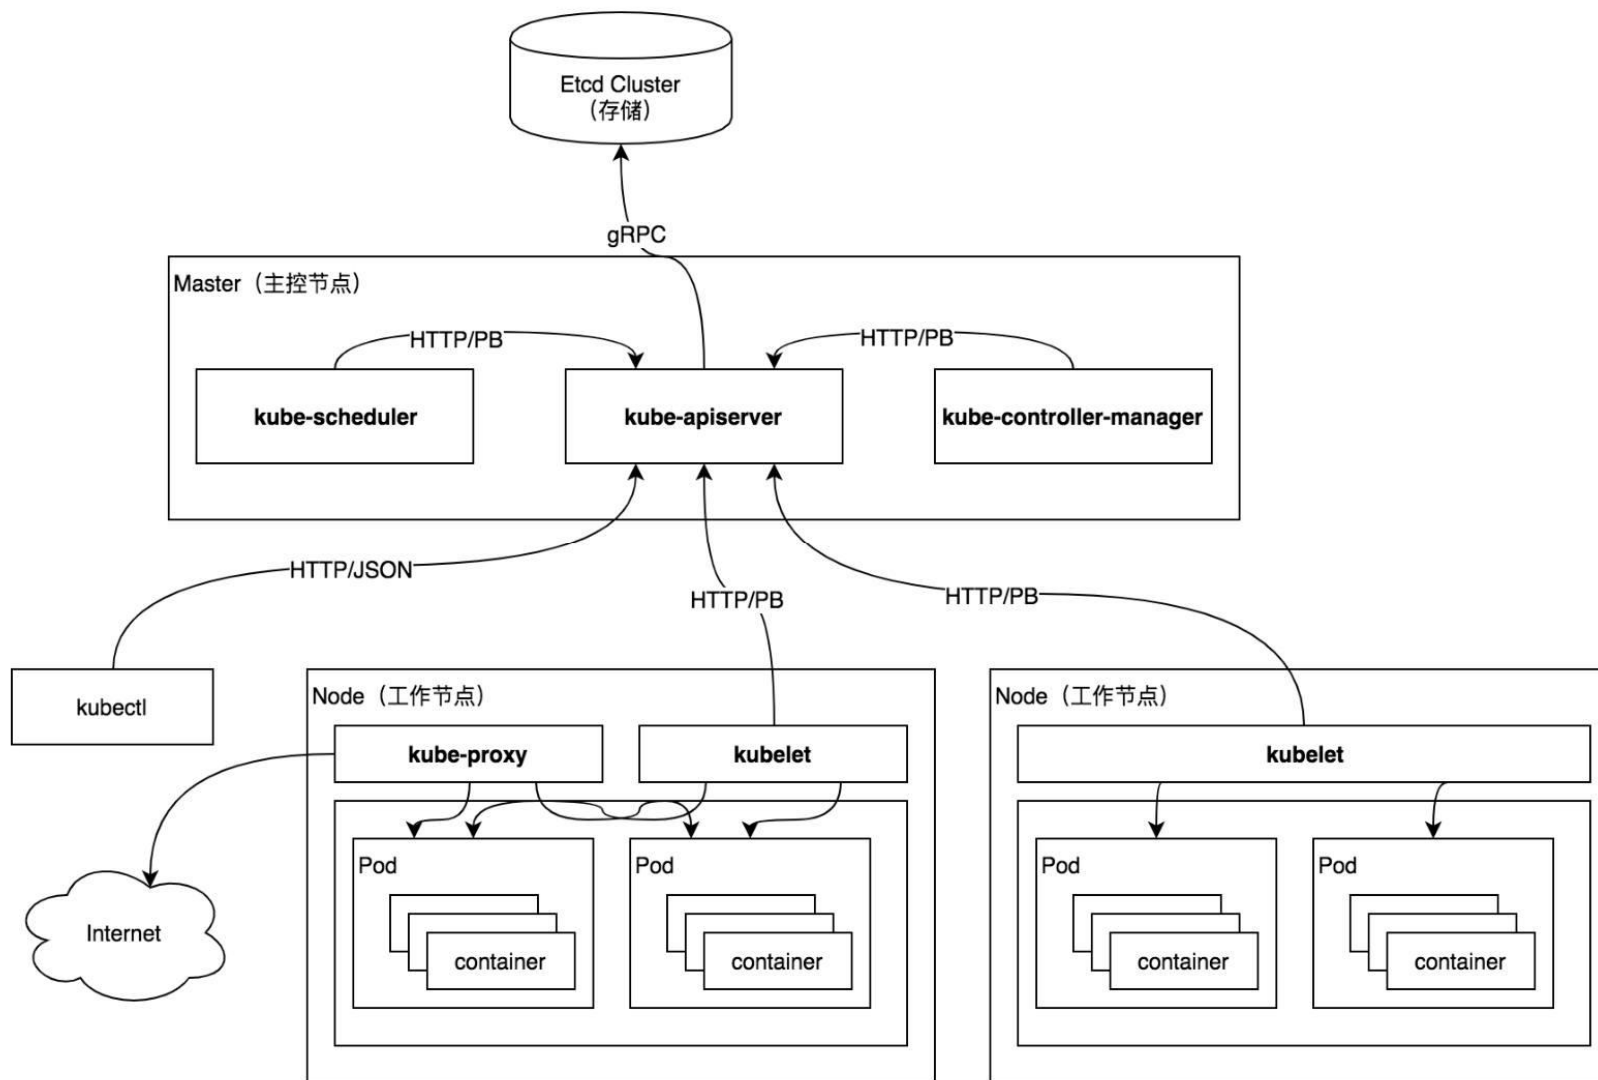 Etcd Cluster
（存储）
gRPC
Master（主控节点）
HTTP/PB
HTTP/PB
kube-scheduler
kube-apiserver
kube-controller-manager
HTTP/JSON
HTTP/PB
HTTP/PB
kubectl
Node（工作节点）
Node（工作节点）
kube-proxy
kubelet
kubelet
Pod
Pod
Pod
Pod
Internet
container
container
container
container